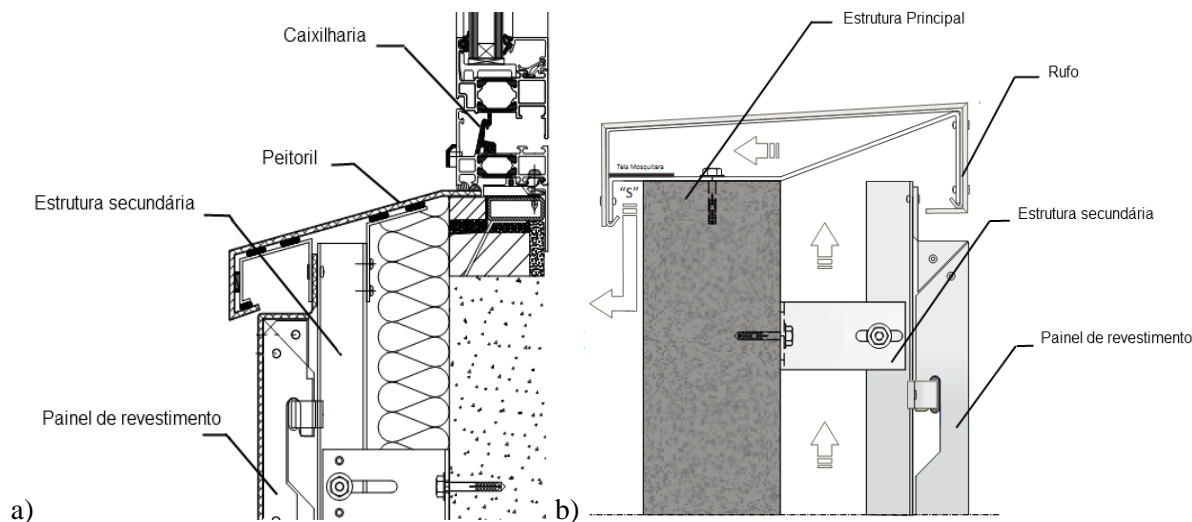 Caixilharia
Peitoril
Estrutura secundária
Painel de revestimento
a)
Estrutura Principal
Rufo
Tela Mosquiteira
"S"
Estrutura secundária
Painel de revestimento
b)